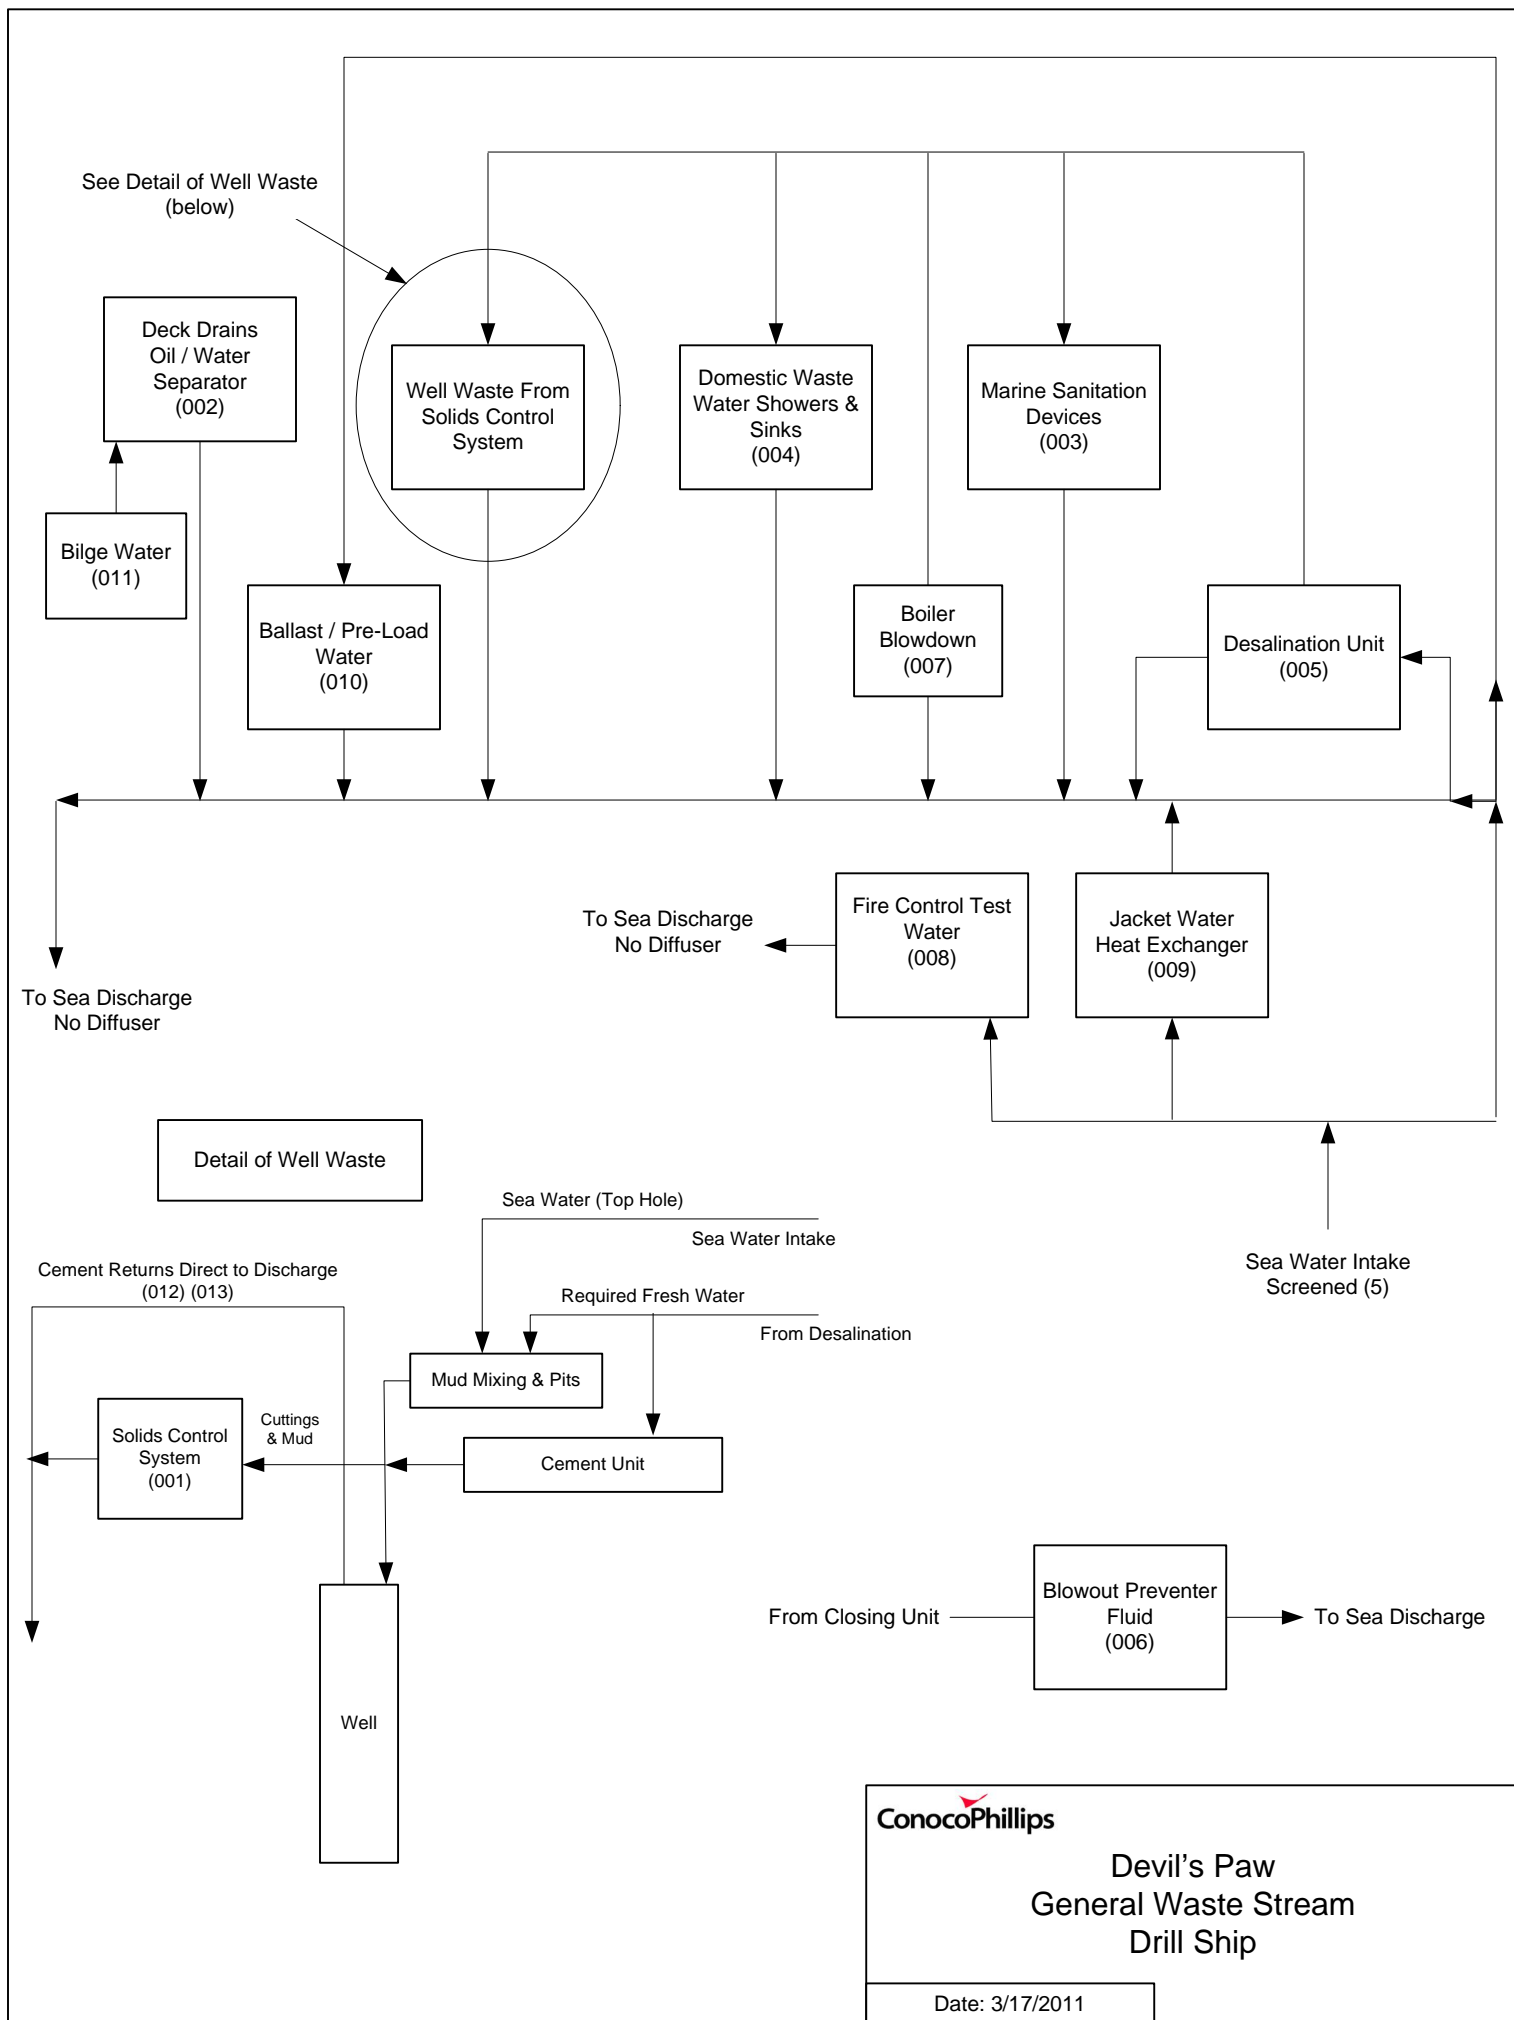 See Detail of Well Waste
(below)
Deck Drains
Oil / Water
Separator
(002)
Well Waste From
Solids Control
System
Domestic Waste
Water Showers &
Sinks
(004)
Marine Sanitation
Devices
(003)
Bilge Water
(011)
Ballast / Pre-Load
Water
(010)
Boiler
Blowdown
(007)
Desalination Unit
(005)
To Sea Discharge
No Diffuser
To Sea Discharge
No Diffuser
Fire Control Test
Water
(008)
Jacket Water
Heat Exchanger
(009)
Detail of Well Waste
Sea Water (Top Hole)
Sea Water Intake
Sea Water Intake
Screened (5)
Cement Returns Direct to Discharge
(012) (013)
Required Fresh Water
From Desalination
Mud Mixing & Pits
Solids Control
System
(001)
Cuttings
& Mud
Cement Unit
From Closing Unit
Blowout Preventer
Fluid
(006)
To Sea Discharge
Well
ConocoPhillips
Devil's Paw
General Waste Stream
Drill Ship
Date: 3/17/2011